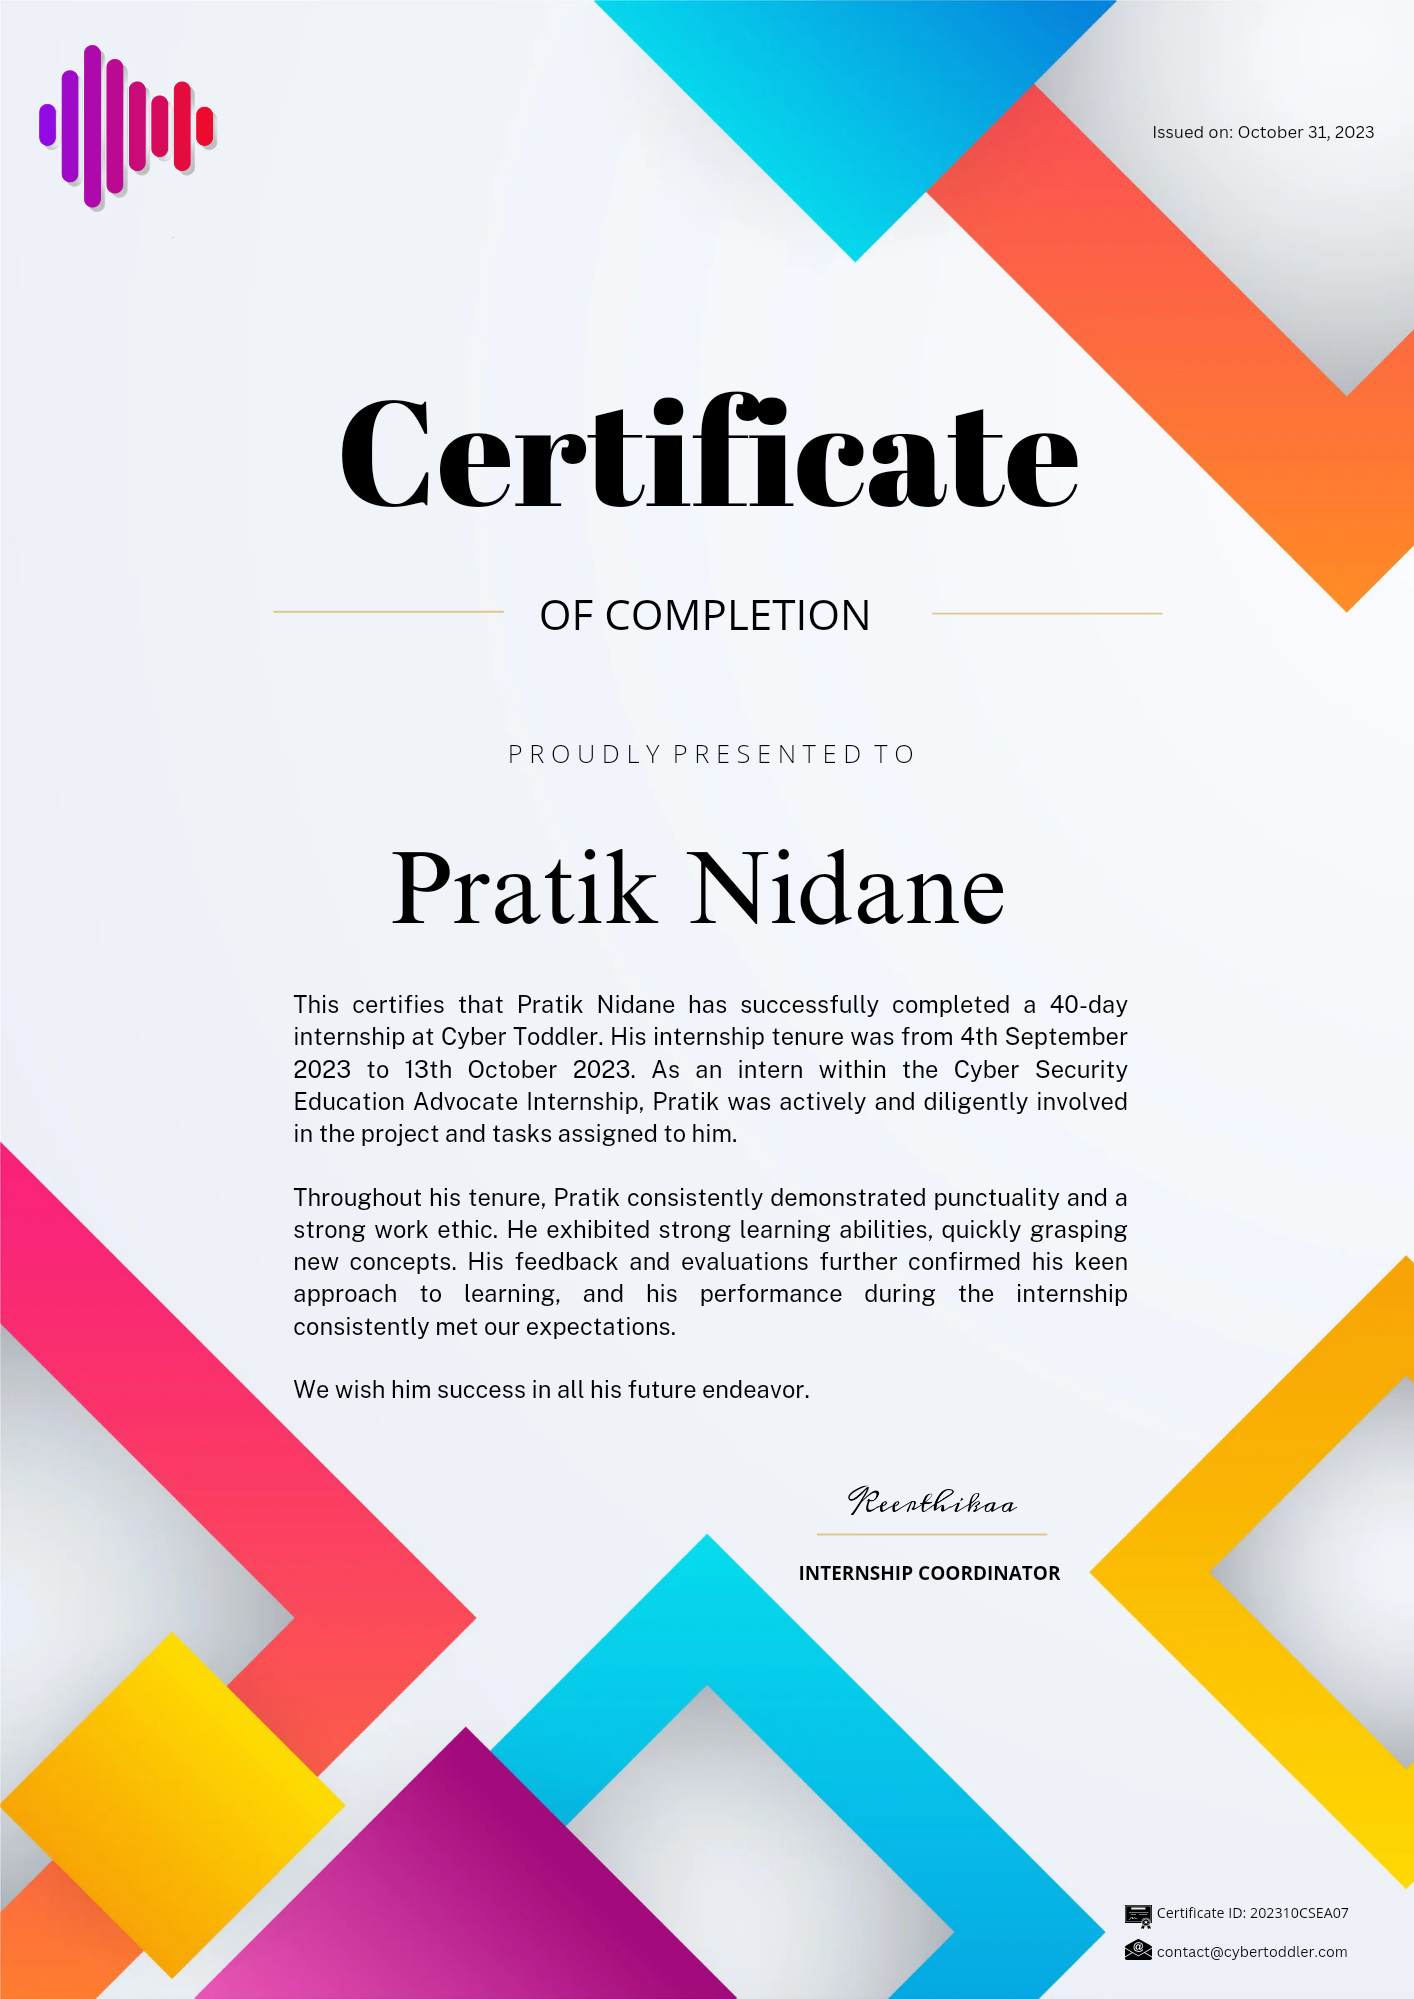 Issued on: October 31, 2023
Certificate
OF COMPLETION
PROUDLY PRESENTED TO
Pratik Nidane
This certifies that Pratik Nidane has successfully completed a 40-day
internship at Cyber Toddler. His internship tenure was from 4th September
2023 to 13th October 2023. As an intern within the Cyber Security
Education Advocate Internship, Pratik was actively and diligently involved
in the project and tasks assigned to him.
Throughout his tenure, Pratik consistently demonstrated punctuality and a
strong work ethic. He exhibited strong learning abilities, quickly grasping
new concepts. His feedback and evaluations further confirmed his keen
approach to learning, and his performance during the internship
consistently met our expectations.
We wish him success in all his future endeavor.
Reerthikaa
INTERNSHIP COORDINATOR
Certificate ID: 202310CSEA07
contact@cybertoddler.com